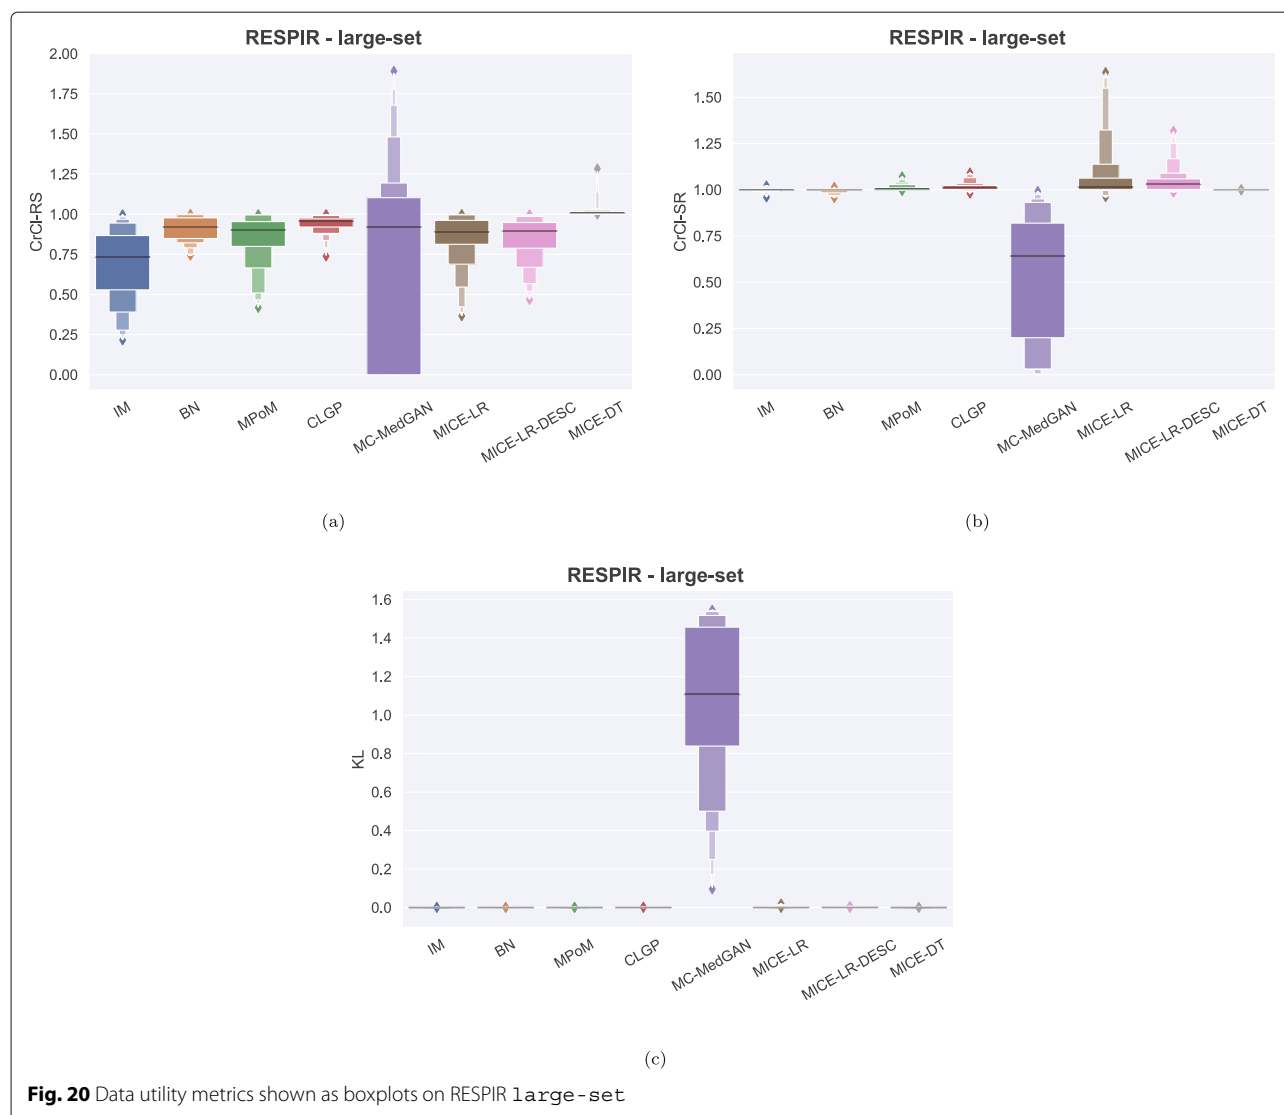 RESPIR - large-set
2.00
1.75
1.50
1.25
1.00
0.75
0.50
0.25
0.00
CrCl-RS
IM
BN
MPoM
CLGP
MC-MedGAN
MICE-LR
MICE-LR-DESC
MICE-DT
(a)
RESPIR - large-set
1.50
1.25
1.00
0.75
0.50
0.25
0.00
CrCl-SR
IM
BN
MPoM
CLGP
MC-MedGAN
MICE-LR
MICE-LR-DESC
MICE-DT
(b)
RESPIR - large-set
1.6
1.4
1.2
1.0
0.8
0.6
0.4
0.2
0.0
KL
IM
BN
MPoM
CLGP
MC-MedGAN
MICE-LR
MICE-LR-DESC
MICE-DT
(c)
Fig. 20 Data utility metrics shown as boxplots on RESPIR large-set